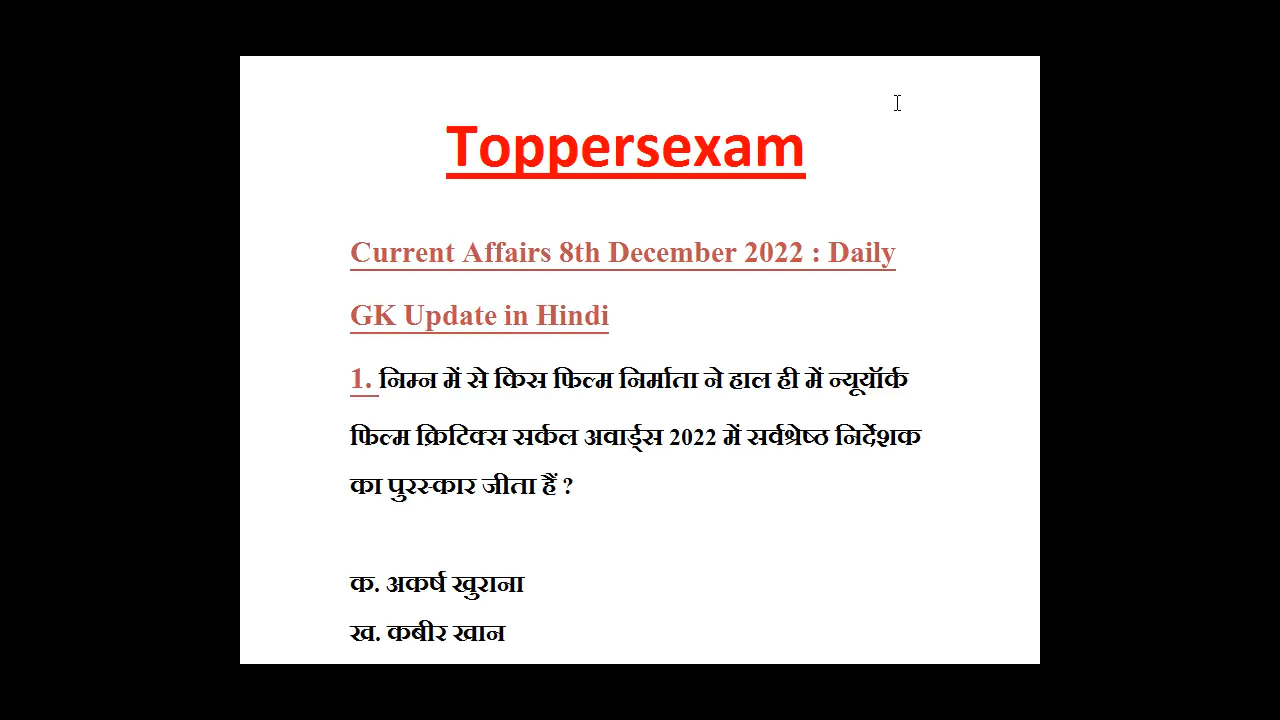 Toppersexam
Current Affairs 8th December 2022 : Daily
GK Update in Hindi
1. निम्न में से किस फिल्म निर्माता ने हाल ही में न्यूयॉर्क
फिल्म क्रिटिक्स सर्कल अवार्ड्स 2022 में सर्वश्रेष्ठ निर्देशक
का पुरस्कार जीता हैं ?
क. अकर्ष खुराना
ख. कबीर खान